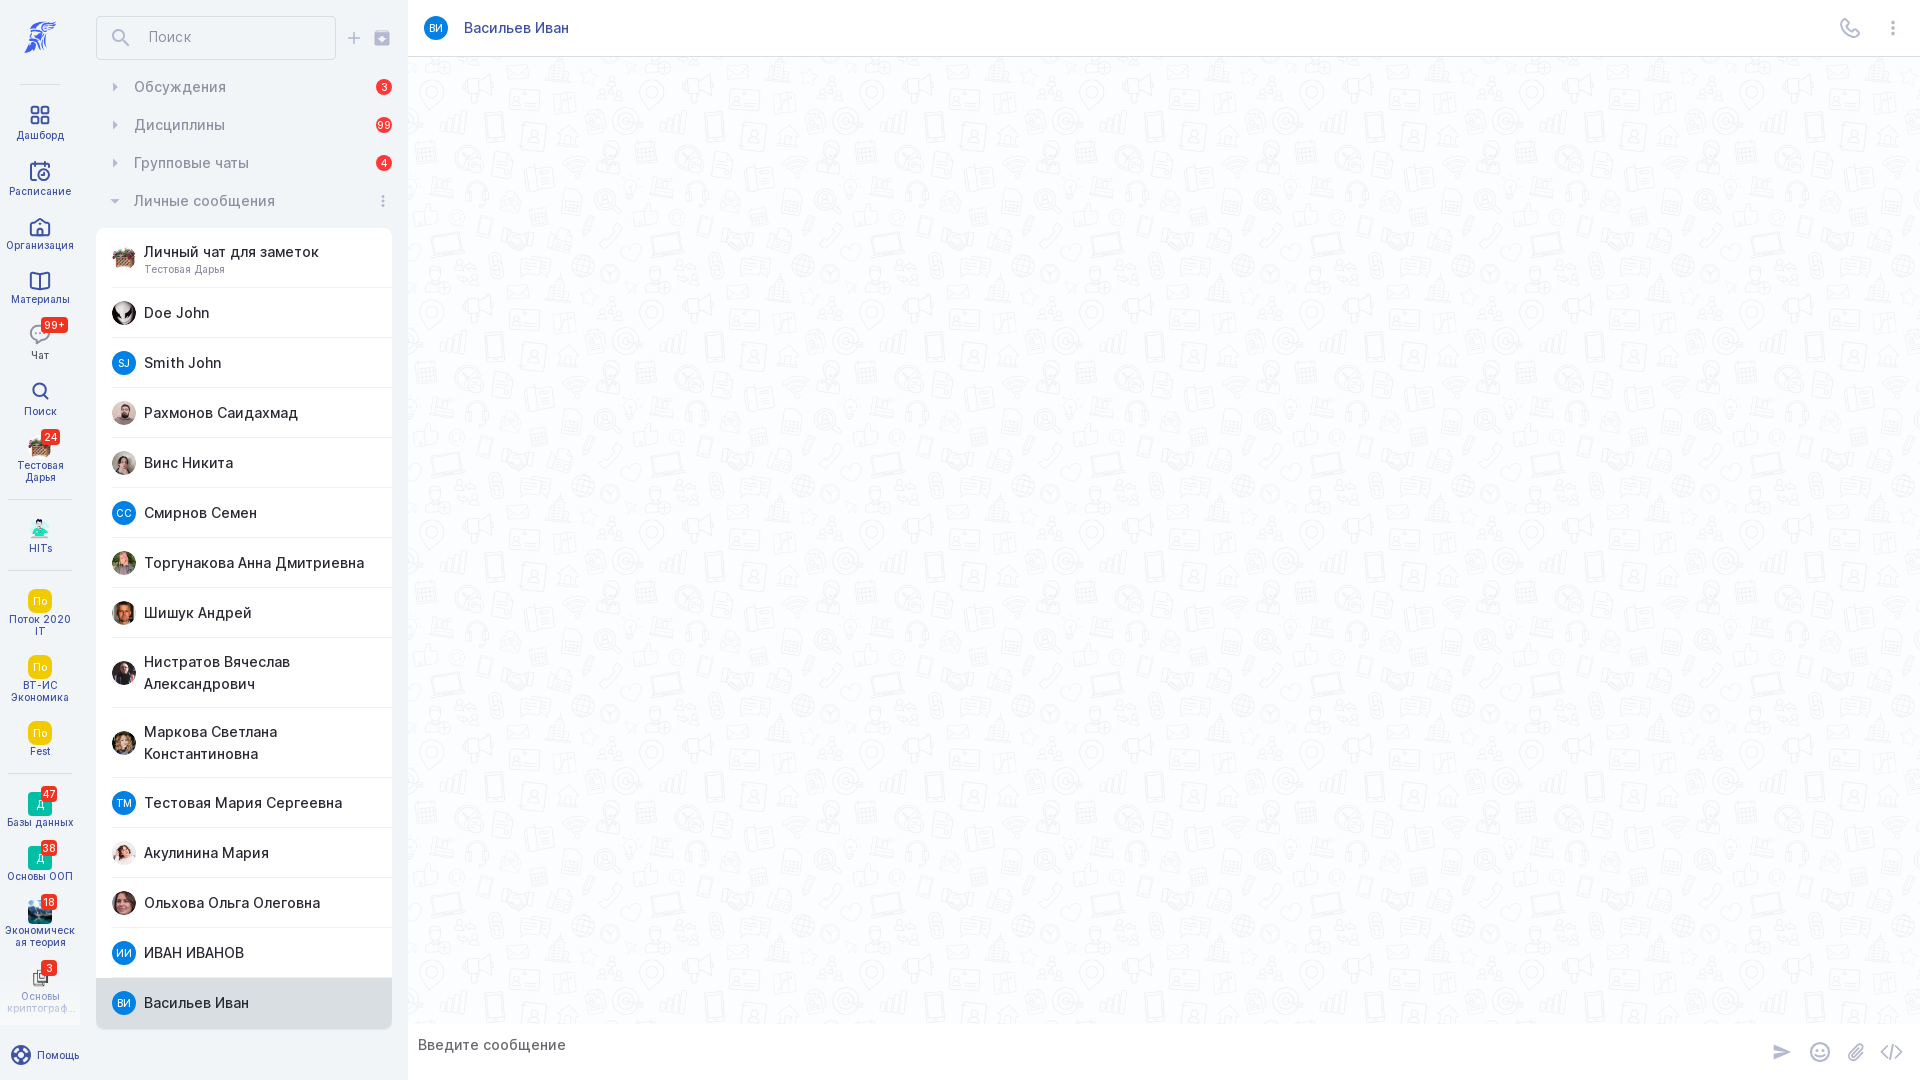 Дашборд
Расписание
Организация
Материалы
99+
Чат
Поиск
24
Тестовая
Дарья
HITs
По
Поток 2020
IT
По
ВТ-ИС
Экономика
По
Fest
47
Д
Базы данных
38
Д
Основы ООП
18
Экономическ
ая теория
3
Основы
криптограф...
Помощь
Поиск
Обсуждения
3
Дисциплины
99
Групповые чаты
4
Личные сообщения
Личный чат для заметок
Тестовая Дарья
Doe John
SJ
Smith John
Рахмонов Саидахмад
Винс Никита
СС
Смирнов Семен
Торгунакова Анна Дмитриевна
Шишук Андрей
Нистратов Вячеслав
Александрович
Маркова Светлана
Константиновна
ТМ
Тестовая Мария Сергеевна
Акулинина Мария
Ольхова Ольга Олеговна
ИИ
ИВАН ИВАНОВ
ВИ
Васильев Иван
ВИ
Васильев Иван
Введите сообщение